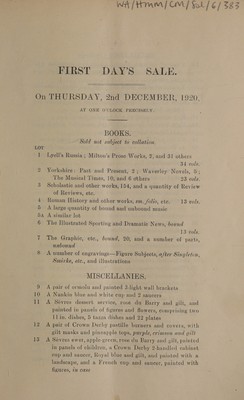 WA/HMM/CM/Sal/6/383
FIRST DAY'S SALE.
On THURSDAY, 2nd DECEMBER, 1920,
AT ONE O'CLOCK PRECISELY.
BOOKS.
Sold not subject to collation
LOT
1 Lyell's Russia; Milton's Prose Works, 2; and 31 others
34 vols.
2 Yorkshire: Past and Present, 2; Waverley Novels, 8;
The Musical Times, 10; and 6 others
23 vols.
3 Scholastic and other works, 154, and a quantity of Review
of Reviews, etc.
4 Roman History and other works, sm. folio, etc. 12 vols.
5 A large quantity of bound and unbound music
5A A similar lot
6 The Illustrated Sporting and Dramatic News, bound
13 vols.
7 The Graphic, etc., bound, 20, and a number of parts,
unbound
8 A number of engravings—Figure Subjects, after Singleton,
Smirke, etc., and illustrations
MISCELLANIES.
9 A pair of ormolu and painted 3-light wall brackets
10 A Nankin blue and white cup and 2 saucers
11 A Sèvres dessert service, rose du Barry and gilt, and
painted in panels of figures and flowers, comprising two
11 in. dishes, 5 tazza dishes and 12 plates
12 A pair of Crown Derby pastille burners and covers, with
gilt masks and pineapple tops, purple, crimson and gilt
13 A Sèvres ewer, apple green, rose du Barry and gilt, painted
in panels of children, a Crown Derby 2-handled cabinet
cup and saucer, Royal blue and gilt, and painted with a
landscape, and a French cup and saucer, painted with
figures, in case